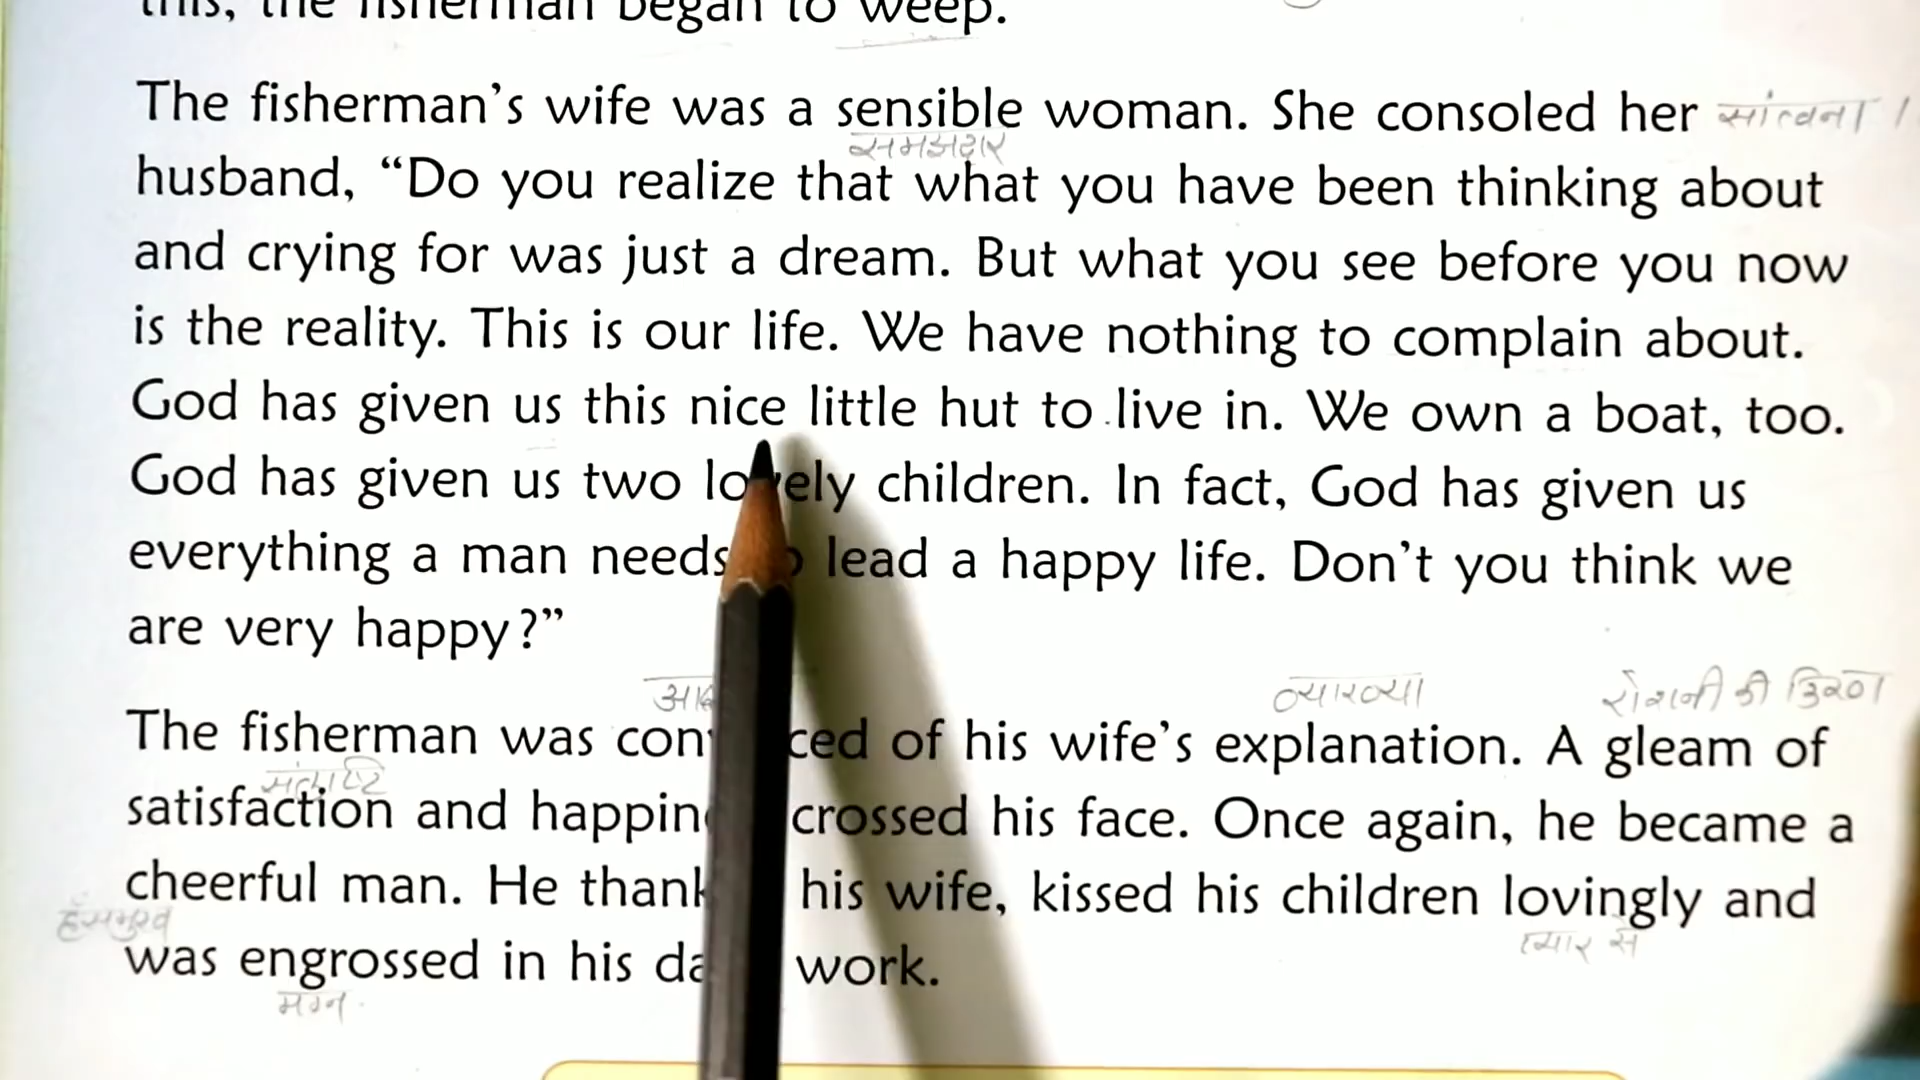 this, the fisherman began to weep.
The fisherman's wife was a sensible woman. She consoled her सांत्वना
समझदार
husband, “Do you realize that what you have been thinking about
and crying for was just a dream. But what you see before you now
is the reality. This is our life. We have nothing to complain about.
God has given us this nice little hut to live in. We own a boat, too.
God has given us two lovely children. In fact, God has given us
everything a man needs lead a happy life. Don't you think we
are very happy?”
व्याख्या रोशनी की किरण
The fisherman was con ced of his wife's explanation. A gleam of
संतुष्टि
satisfaction and happin crossed his face. Once again, he became a
cheerful man. He thank his wife, kissed his children lovingly and
हँसमुख प्यार से
was engrossed in his da work.
मग्न